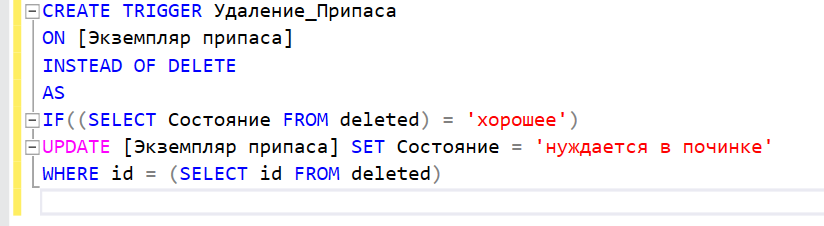 CREATE TRIGGER Удаление_Припаса
ON [Экземпляр припаса]
INSTEAD OF DELETE
AS
IF((SELECT Состояние FROM deleted) = 'хорошее')
UPDATE [Экземпляр припаса] SET Состояние = 'нуждается в починке'
WHERE id = (SELECT id FROM deleted)